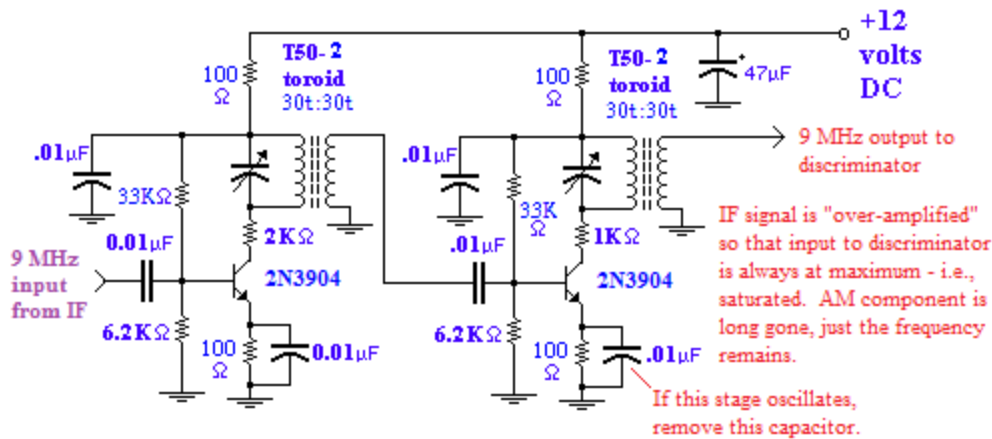 +12
volts
DC
T50-2
toroid
30t:30t
100
Ω
T50-2
toroid
30t:30t
100
Ω
47µF
.01µF
33KΩ
.01µF
33K
Ω
9 MHz output to
discriminator
2KΩ
1KΩ
IF signal is "over-amplified"
so that input to discriminator
is always at maximum - i.e.,
saturated. AM component is
long gone, just the frequency
remains.
9 MHz
input
from IF
0.01µF
2N3904
.01µF
2N3904
6.2KΩ
100
Ω
0.01µF
6.2KΩ
100
Ω
.01µF
If this stage oscillates,
remove this capacitor.